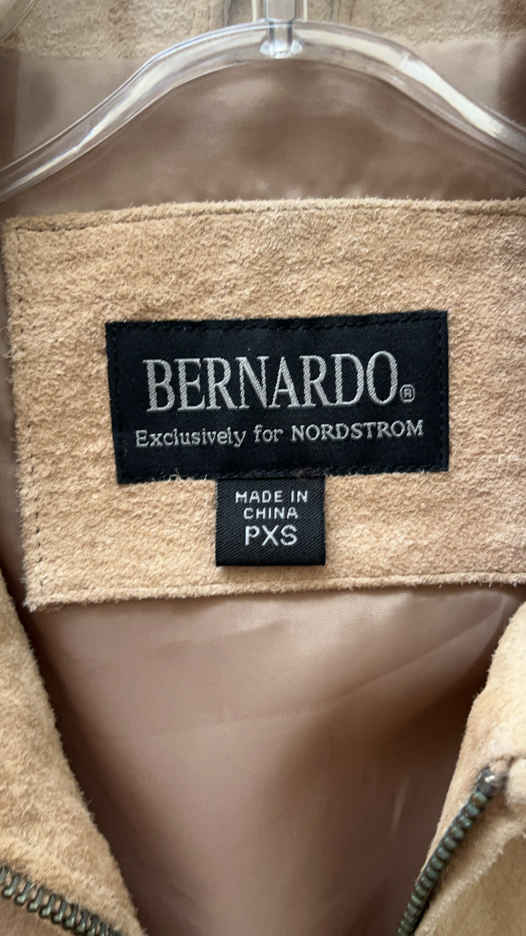 BERNARDO®
Exclusively for NORDSTROM
MADE IN
CHINA
PXS